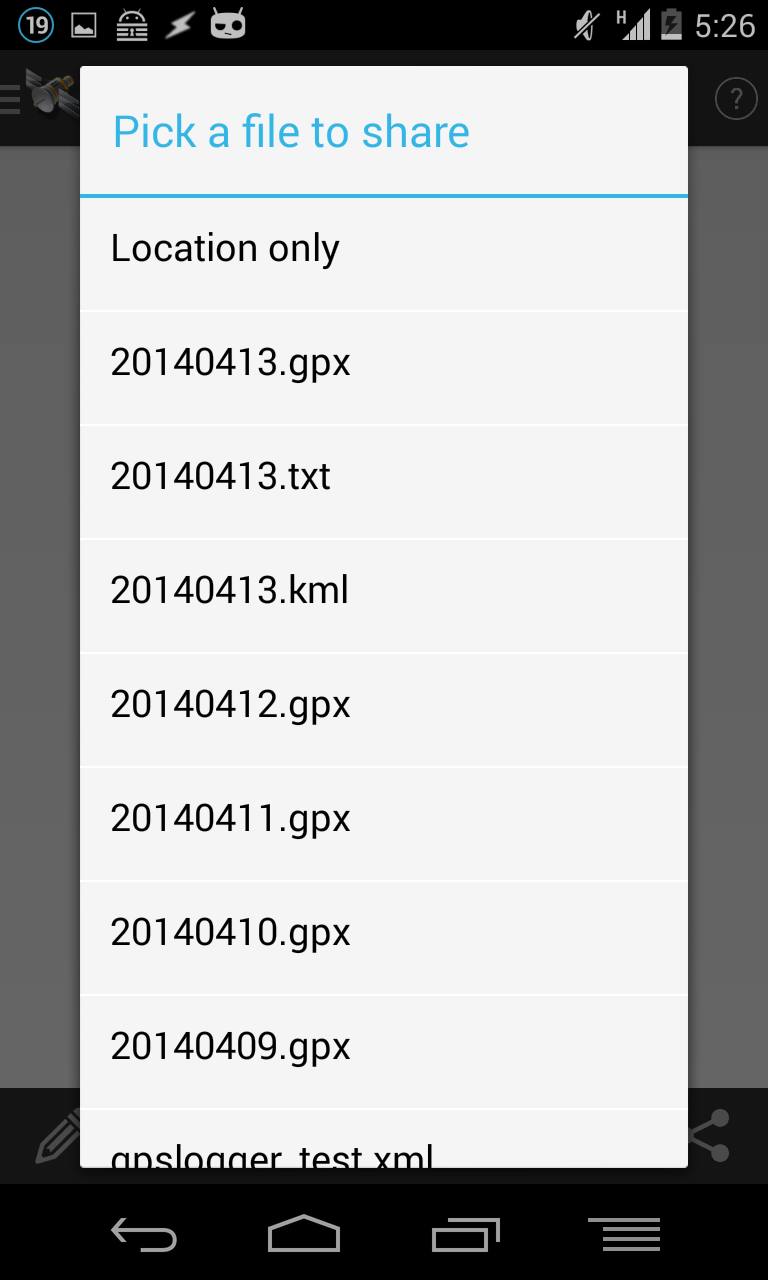 19
H
5:26
?
Pick a file to share
Location only
20140413.gpx
20140413.txt
20140413.kml
20140412.gpx
20140411.gpx
20140410.gpx
20140409.gpx
gpslogger_test.xml